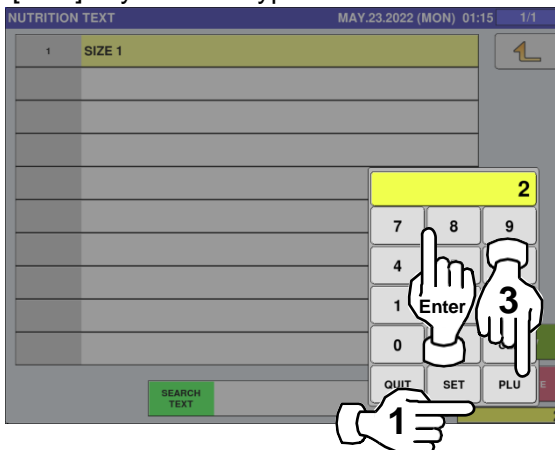 NUTRITION TEXT MAY.23.2022 (MON) 01:15 1/1
1 SIZE 1
2
7 8 9
4
1 Enter 3
0
QUIT SET PLU E
SEARCH
TEXT
1